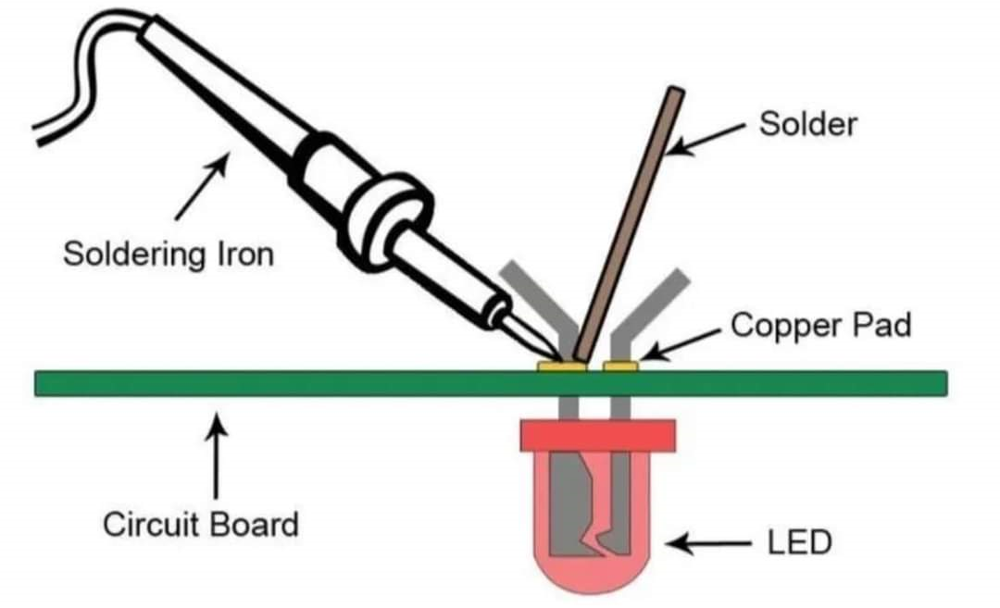 Solder
Soldering Iron
Copper Pad
Circuit Board
LED